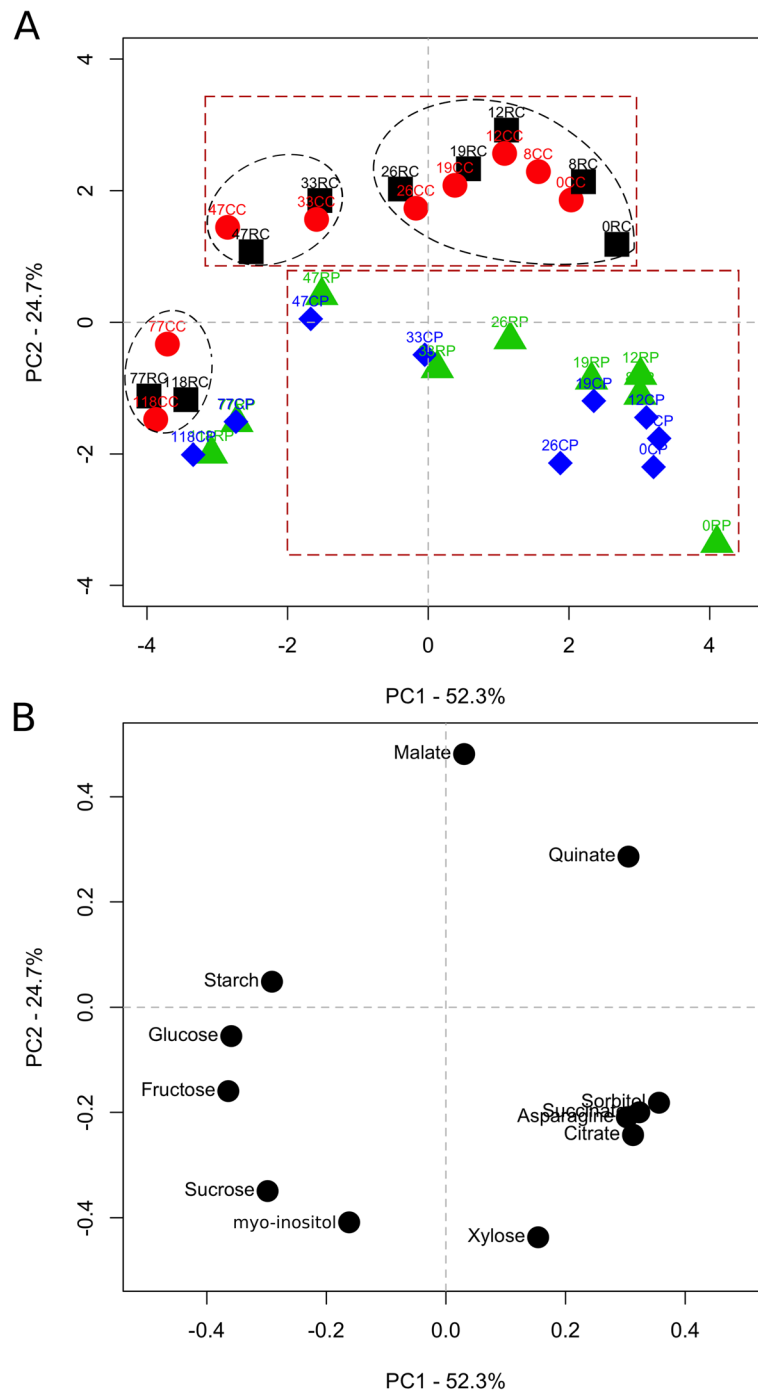 A
4
2
0
-2
-4
PC2 - 24.7%
12RC
12CC
19RC
8CC
8RC
26RC
19CC
0CC
26CC
33RC
33CC
47CC
47RC
0RC
47RP
47CP
77CC
26RP
33CP
77RC
118RC
19RP
12RP
118CC
19CP
12CP
77CP
118CP
26CP
0CP
0RP
-4
-2
0
2
4
PC1 - 52.3%
B
0.4
0.2
0.0
-0.2
-0.4
PC2 - 24.7%
Malate
Quinate
Starch
Glucose
Fructose
Sorbitol
Asparagine
Citrate
Sucrose
myo-inositol
Xylose
-0.4
-0.2
0.0
0.2
0.4
PC1 - 52.3%